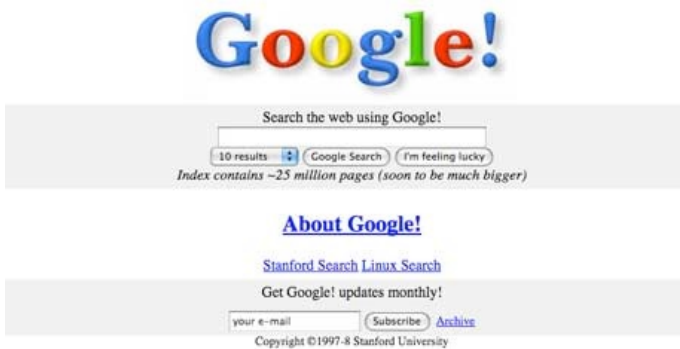 Google!
Search the web using Google!
10 results Google Search I'm feeling lucky
Index contains ~25 million pages (soon to be much bigger)
About Google!
Stanford Search Linux Search
Get Google! updates monthly!
your e-mail Subscribe Archive
Copyright ©1997-8 Stanford University